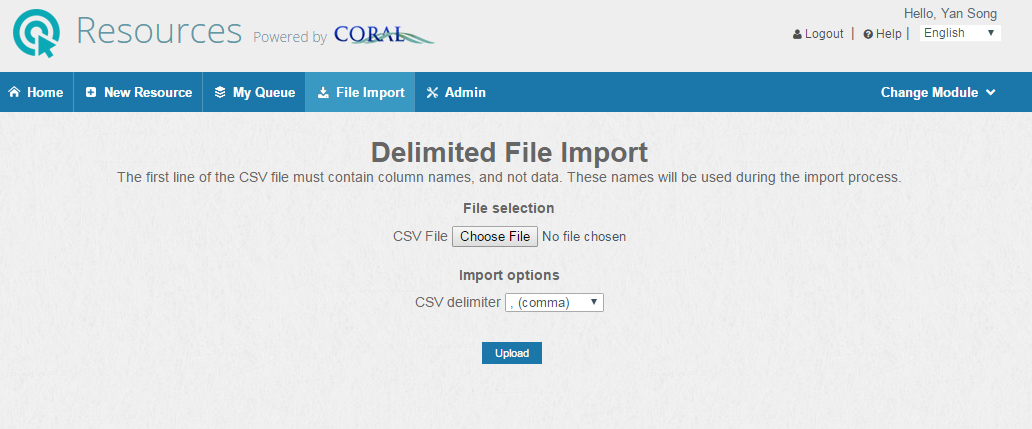 Hello, Yan Song
Resources Powered by CORAL
Logout | Help | English
Home New Resource My Queue File Import Admin Change Module
Delimited File Import
The first line of the CSV file must contain column names, and not data. These names will be used during the import process.
File selection
CSV File Choose File No file chosen
Import options
CSV delimiter , (comma)
Upload